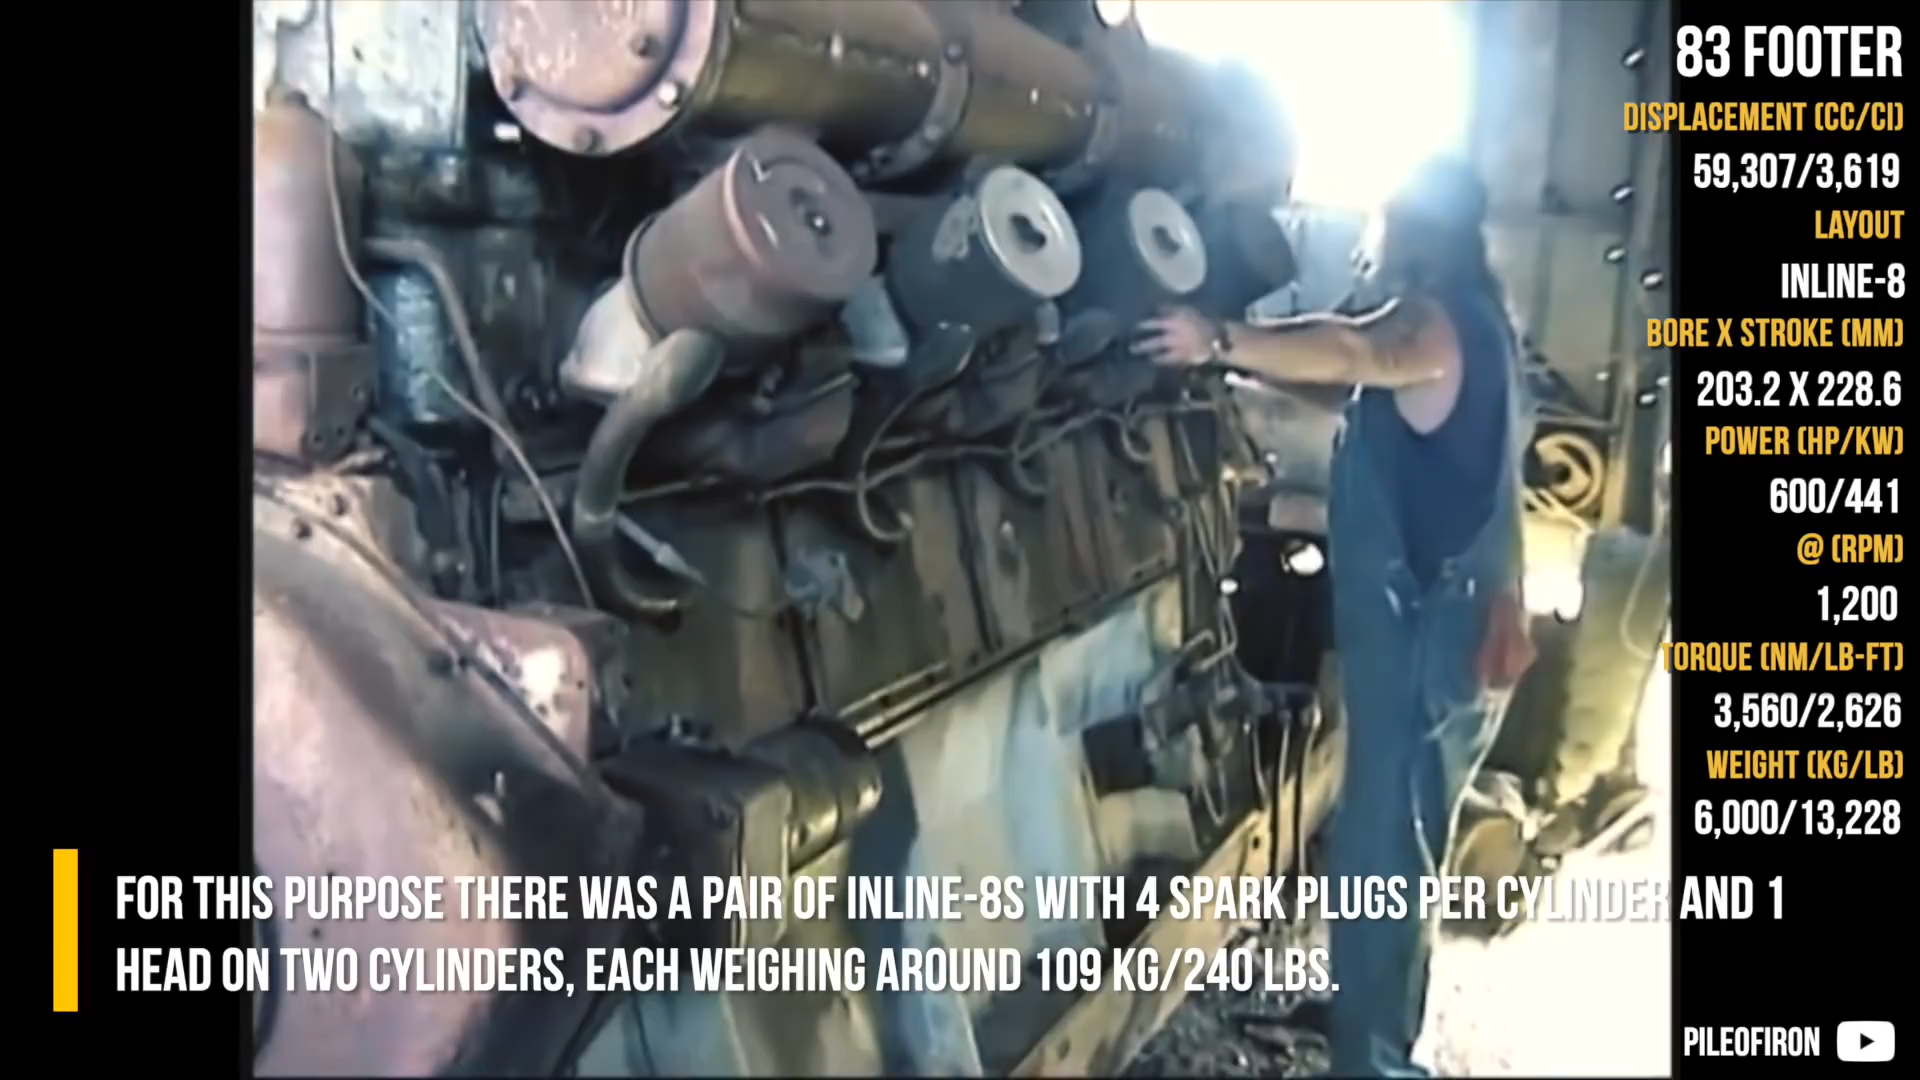 83 FOOTER
DISPLACEMENT (CC/CI)
59,307/3,619
LAYOUT
INLINE-8
BORE X STROKE (MM)
203.2 X 228.6
POWER (HP/KW)
600/441
@ (RPM)
1,200
TORQUE (NM/LB-FT)
3,560/2,626
WEIGHT (KG/LB)
6,000/13,228
FOR THIS PURPOSE THERE WAS A PAIR OF INLINE-8S WITH 4 SPARK PLUGS PER CYLINDER AND 1
HEAD ON TWO CYLINDERS, EACH WEIGHING AROUND 109 KG/240 LBS.
PILEOFIRON